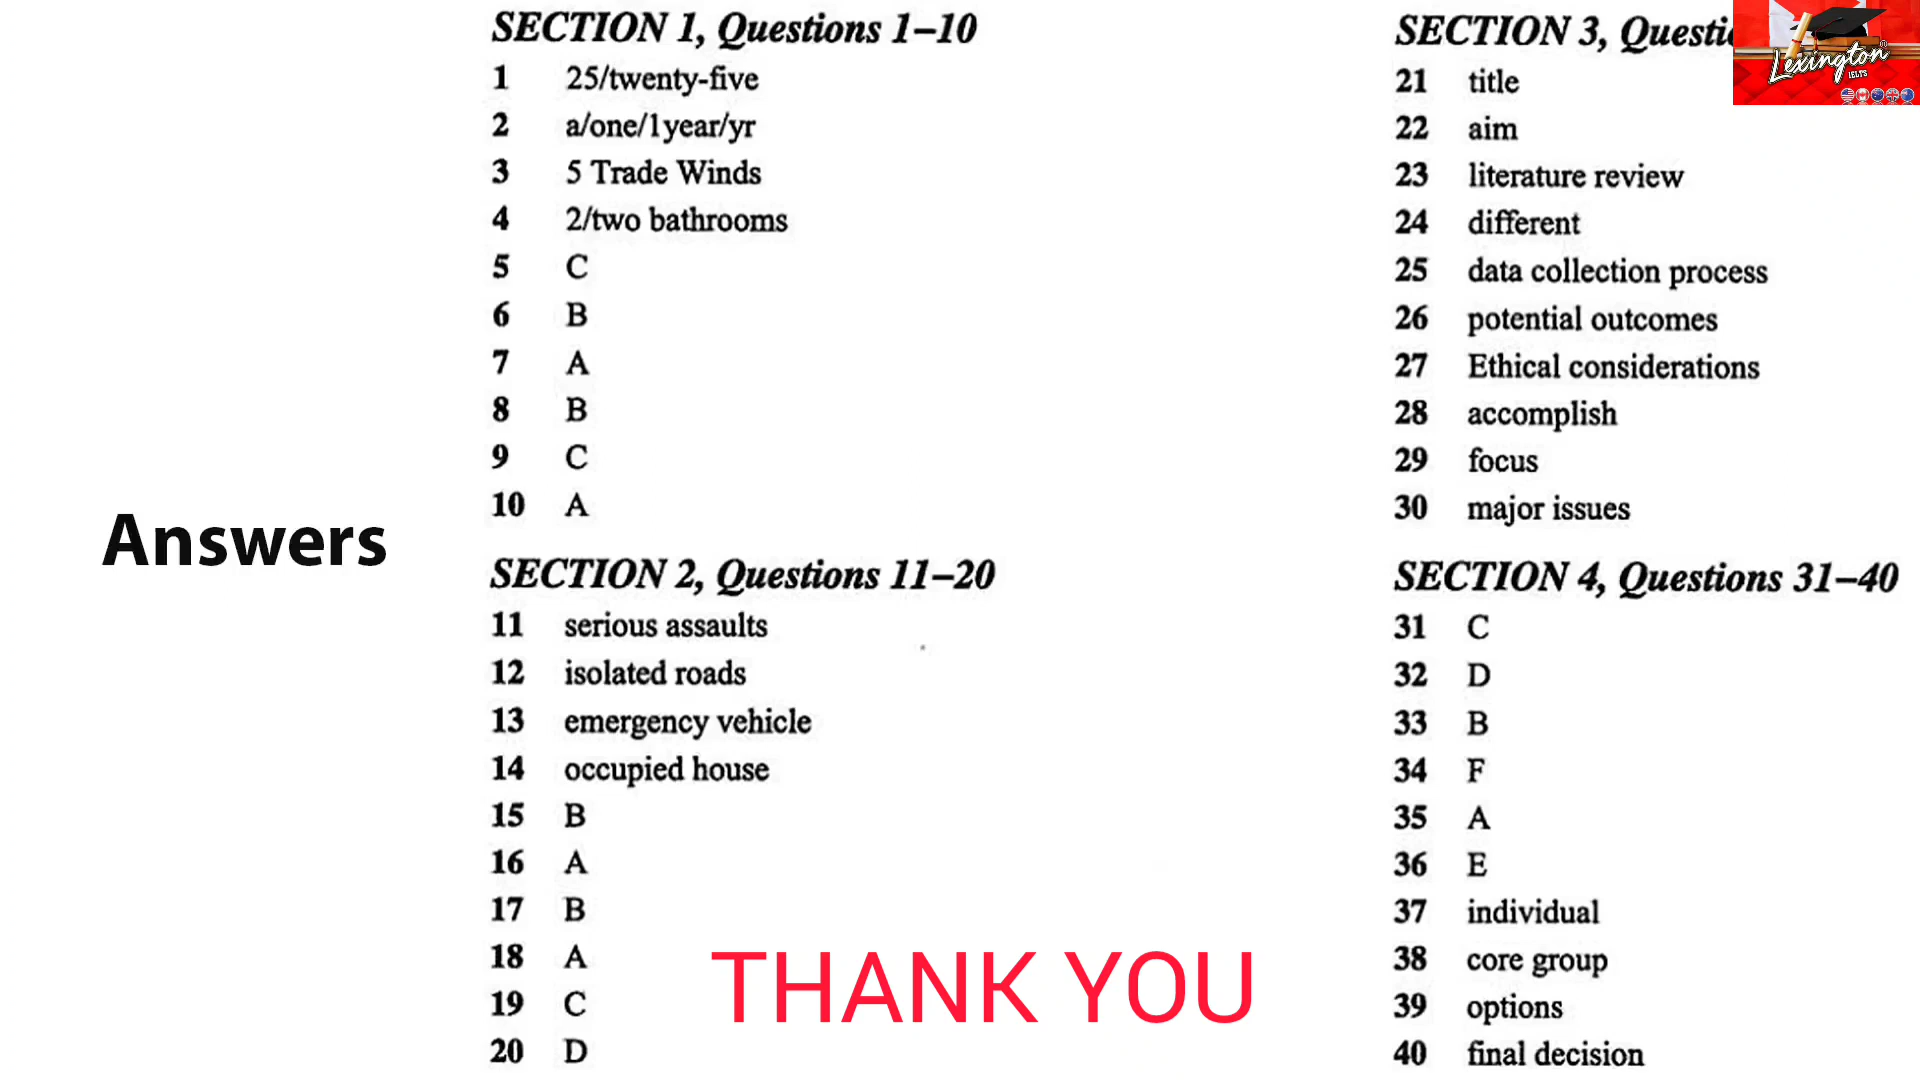 Answers
SECTION 1, Questions 1–10
1 25/twenty-five
2 a/one/1year/yr
3 5 Trade Winds
4 2/two bathrooms
5 C
6 B
7 A
8 B
9 C
10 A
SECTION 2, Questions 11–20
11 serious assaults
12 isolated roads
13 emergency vehicle
14 occupied house
15 B
16 A
17 B
18 A
19 C
20 D
SECTION 3,
21 title
22 aim
23 literature review
24 different
25 data collection process
26 potential outcomes
27 Ethical considerations
28 accomplish
29 focus
30 major issues
SECTION 4, Questions 31–40
31 C
32 D
33 B
34 F
35 A
36 E
37 individual
38 core group
39 options
40 final decision
THANK YOU
Lexington®
IELTS